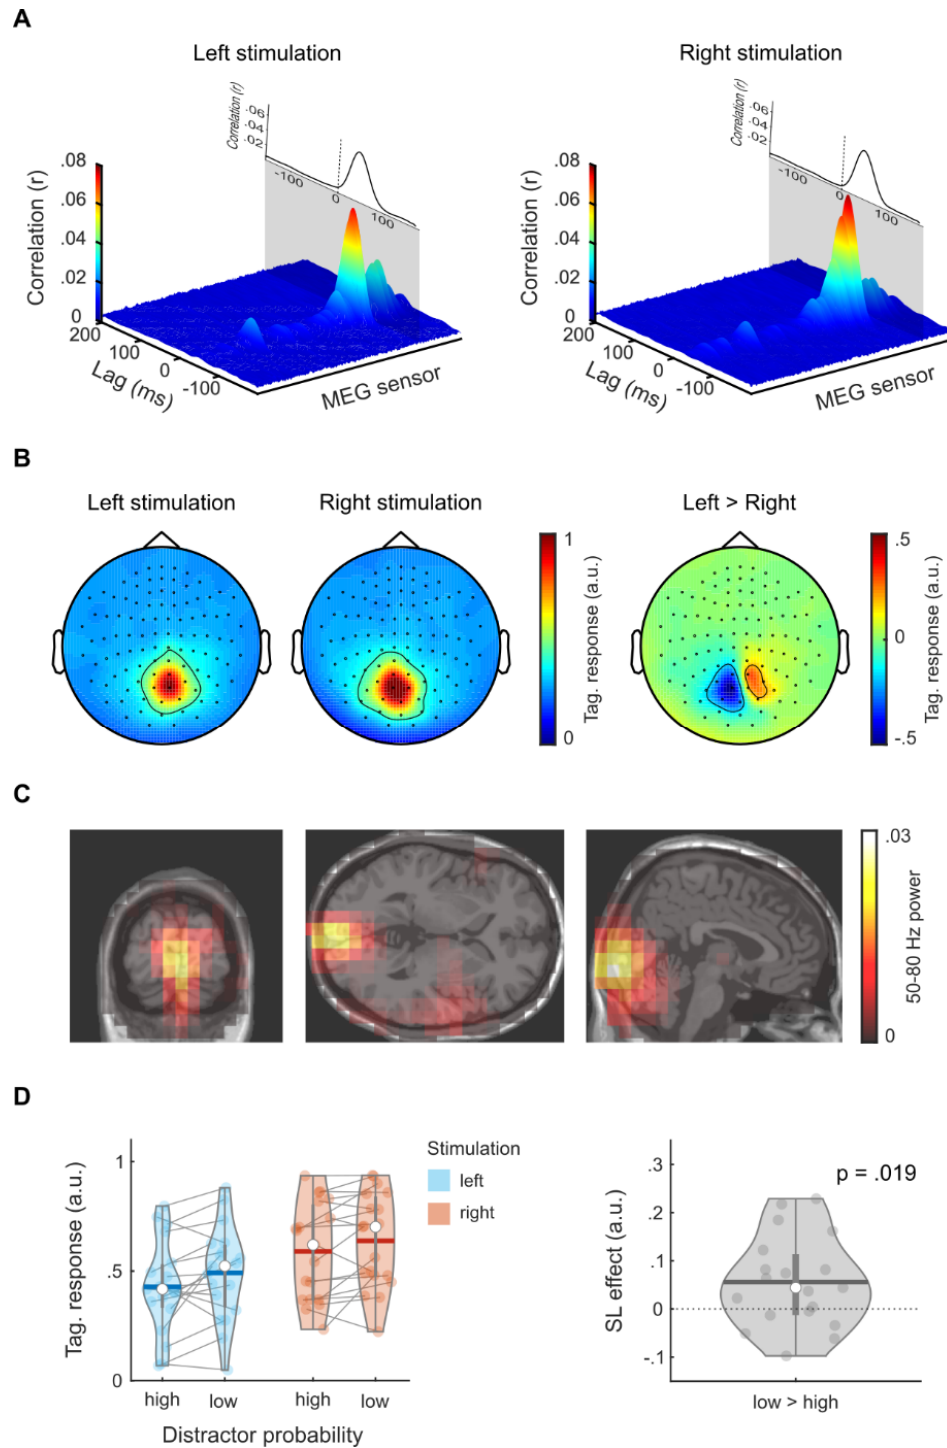 A
Left stimulation
Right stimulation
Correlation (r)
.06
.04
.02
-100
0
100
Correlation (r)
.08
.06
.04
.02
0
200
100
0
-100
Lag (ms)
MEG sensor
Correlation (r)
.06
.04
.02
-100
0
100
Correlation (r)
.08
.06
.04
.02
0
200
100
0
-100
Lag (ms)
MEG sensor
B
Left stimulation
Right stimulation
Left > Right
1
0
Tag. response (a.u.)
.5
0
-.5
Tag. response (a.u.)
C
.03
0
50-80 Hz power
D
Tag. response (a.u.)
1
.5
0
high
low
high
low
Distractor probability
Stimulation
left
right
SL effect (a.u.)
.3
.2
.1
0
-.1
p = .019
low > high